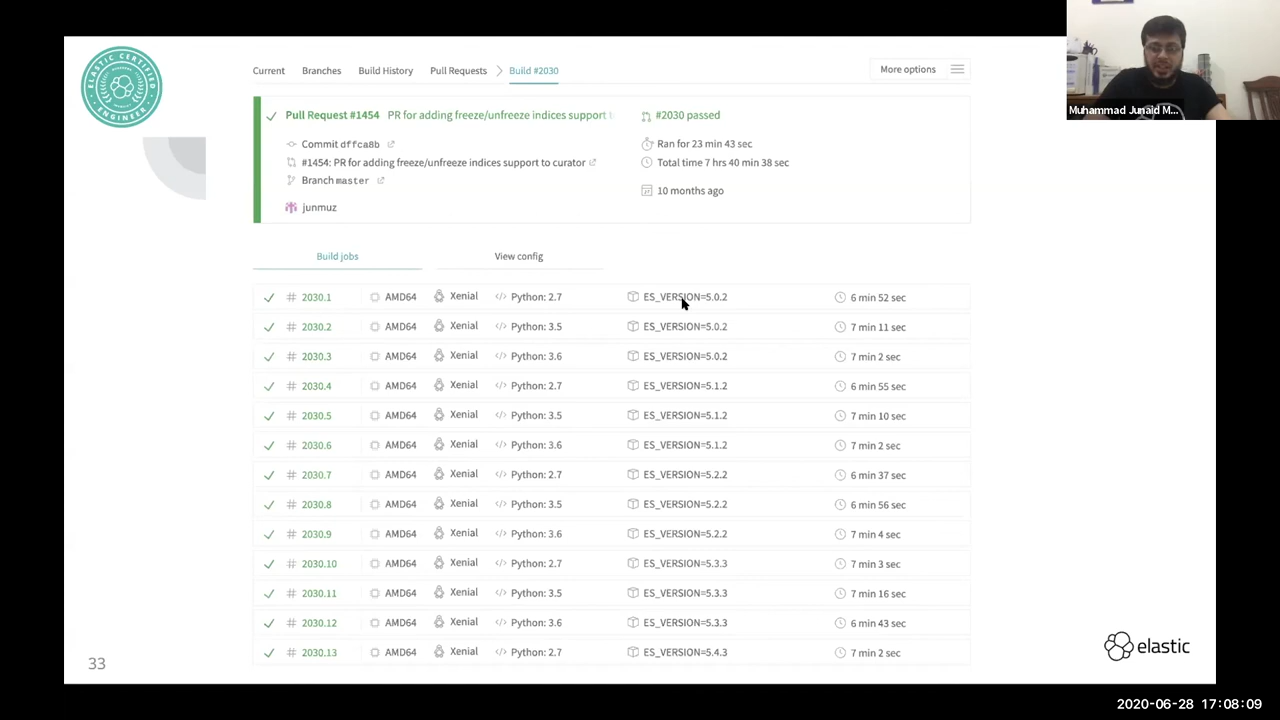 ELASTIC CERTIFIED
ENGINEER
Current Branches Build History Pull Requests Build #2030 More options
Pull Request #1454 PR for adding freeze/unfreeze indices support #2030 passed
Commit dffca8b Ran for 23 min 43 sec
#1454: PR for adding freeze/unfreeze indices support to curator Total time 7 hrs 40 min 38 sec
Branch master
10 months ago
junmuz
Build jobs View config
# 2030.1 AMD64 Xenial </> Python: 2.7 ES_VERSION=5.0.2 6 min 52 sec
# 2030.2 AMD64 Xenial </> Python: 3.5 ES_VERSION=5.0.2 7 min 11 sec
# 2030.3 AMD64 Xenial </> Python: 3.6 ES_VERSION=5.0.2 7 min 2 sec
# 2030.4 AMD64 Xenial </> Python: 2.7 ES_VERSION=5.1.2 6 min 55 sec
# 2030.5 AMD64 Xenial </> Python: 3.5 ES_VERSION=5.1.2 7 min 10 sec
# 2030.6 AMD64 Xenial </> Python: 3.6 ES_VERSION=5.1.2 7 min 2 sec
# 2030.7 AMD64 Xenial </> Python: 2.7 ES_VERSION=5.2.2 6 min 37 sec
# 2030.8 AMD64 Xenial </> Python: 3.5 ES_VERSION=5.2.2 6 min 56 sec
# 2030.9 AMD64 Xenial </> Python: 3.6 ES_VERSION=5.2.2 7 min 4 sec
# 2030.10 AMD64 Xenial </> Python: 2.7 ES_VERSION=5.3.3 7 min 3 sec
# 2030.11 AMD64 Xenial </> Python: 3.5 ES_VERSION=5.3.3 7 min 16 sec
# 2030.12 AMD64 Xenial </> Python: 3.6 ES_VERSION=5.3.3 6 min 43 sec
# 2030.13 AMD64 Xenial </> Python: 2.7 ES_VERSION=5.4.3 7 min 2 sec
33
elastic
Muhammad Junaid M...
2020-06-28 17:08:09